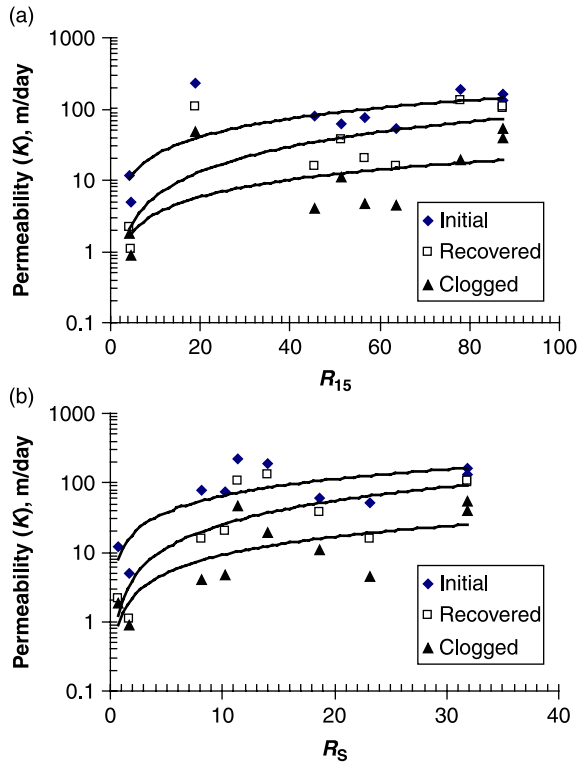 (a)
1000
100
10
1
0.1
Permeability (K), m/day
Initial
Recovered
Clogged
0 20 40 60 80 100
R15
(b)
1000
100
10
1
0.1
Permeability (K), m/day
Initial
Recovered
Clogged
0 10 20 30 40
RS